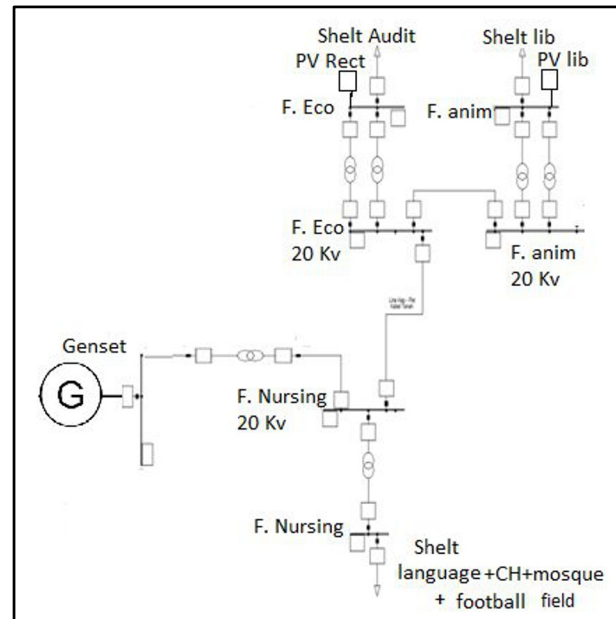 Shelt Audit
Shelt lib
PV Rect
PV lib
F. Eco
F. anim
F. Eco
20 Kv
F. anim
20 Kv
Genset
G
F. Nursing
20 Kv
F. Nursing
Shelt
language +CH+mosque
+ football field